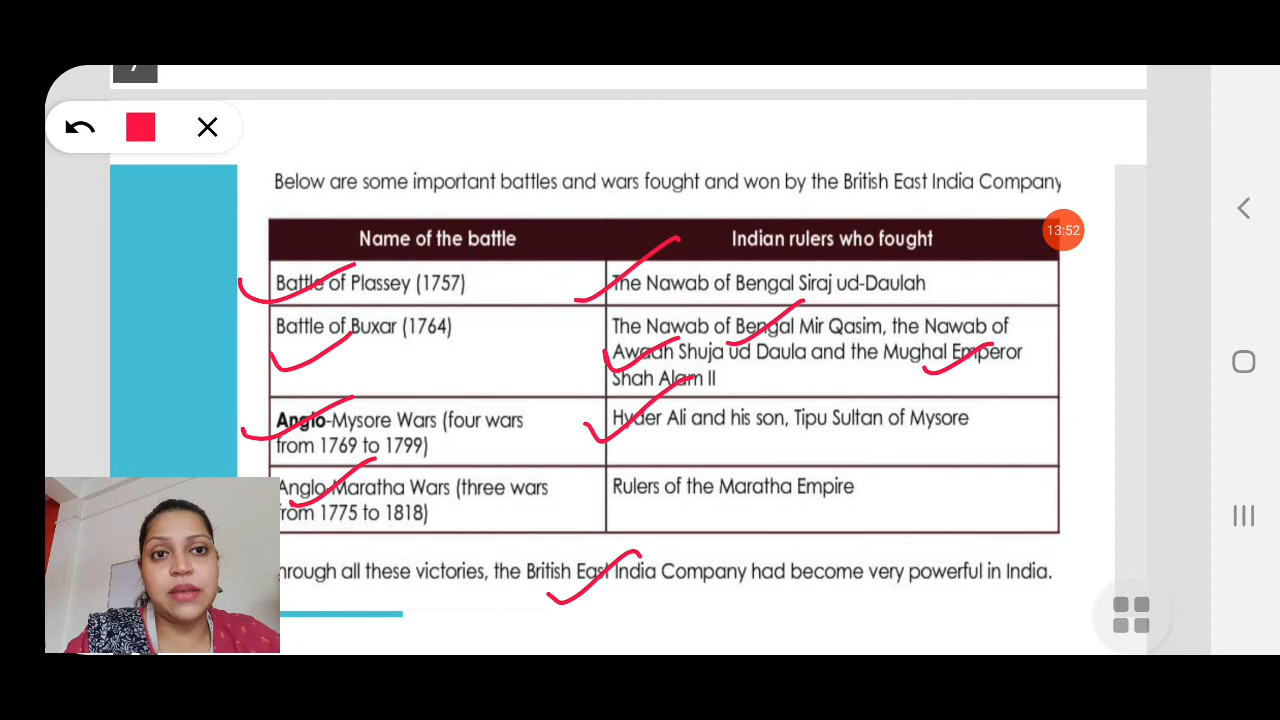 Below are some important battles and wars fought and won by the British East India Company
Name of the battle
Indian rulers who fought
13:52
Battle of Plassey (1757)
The Nawab of Bengal Siraj ud-Daulah
Battle of Buxar (1764)
The Nawab of Bengal Mir Qasim, the Nawab of
Awadh Shuja ud Daula and the Mughal Emperor
Shah Alam II
Anglo-Mysore Wars (four wars
from 1769 to 1799)
Hyder Ali and his son, Tipu Sultan of Mysore
Anglo-Maratha Wars (three wars
from 1775 to 1818)
Rulers of the Maratha Empire
hrough all these victories, the British East India Company had become very powerful in India.